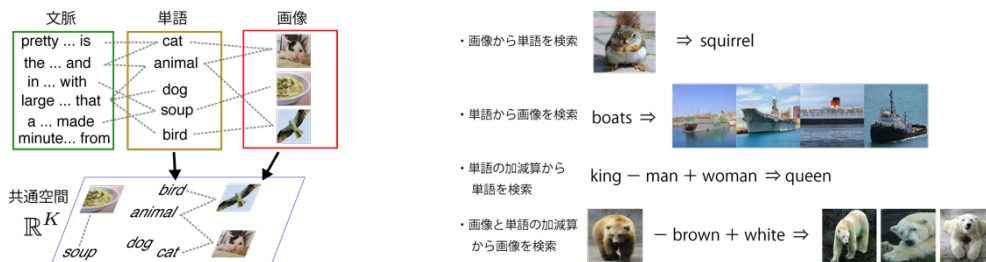 文脈
単語
画像
pretty ... is
the ... and
in ... with
large ... that
a ... made
minute... from
cat
animal
dog
soup
bird
共通空間
ℝᴷ
bird
animal
dog
cat
soup
・画像から単語を検索
⇒ squirrel
・単語から画像を検索
boats ⇒
・単語の加減算から
単語を検索
king − man + woman ⇒ queen
・画像と単語の加減算
から画像を検索
− brown + white ⇒